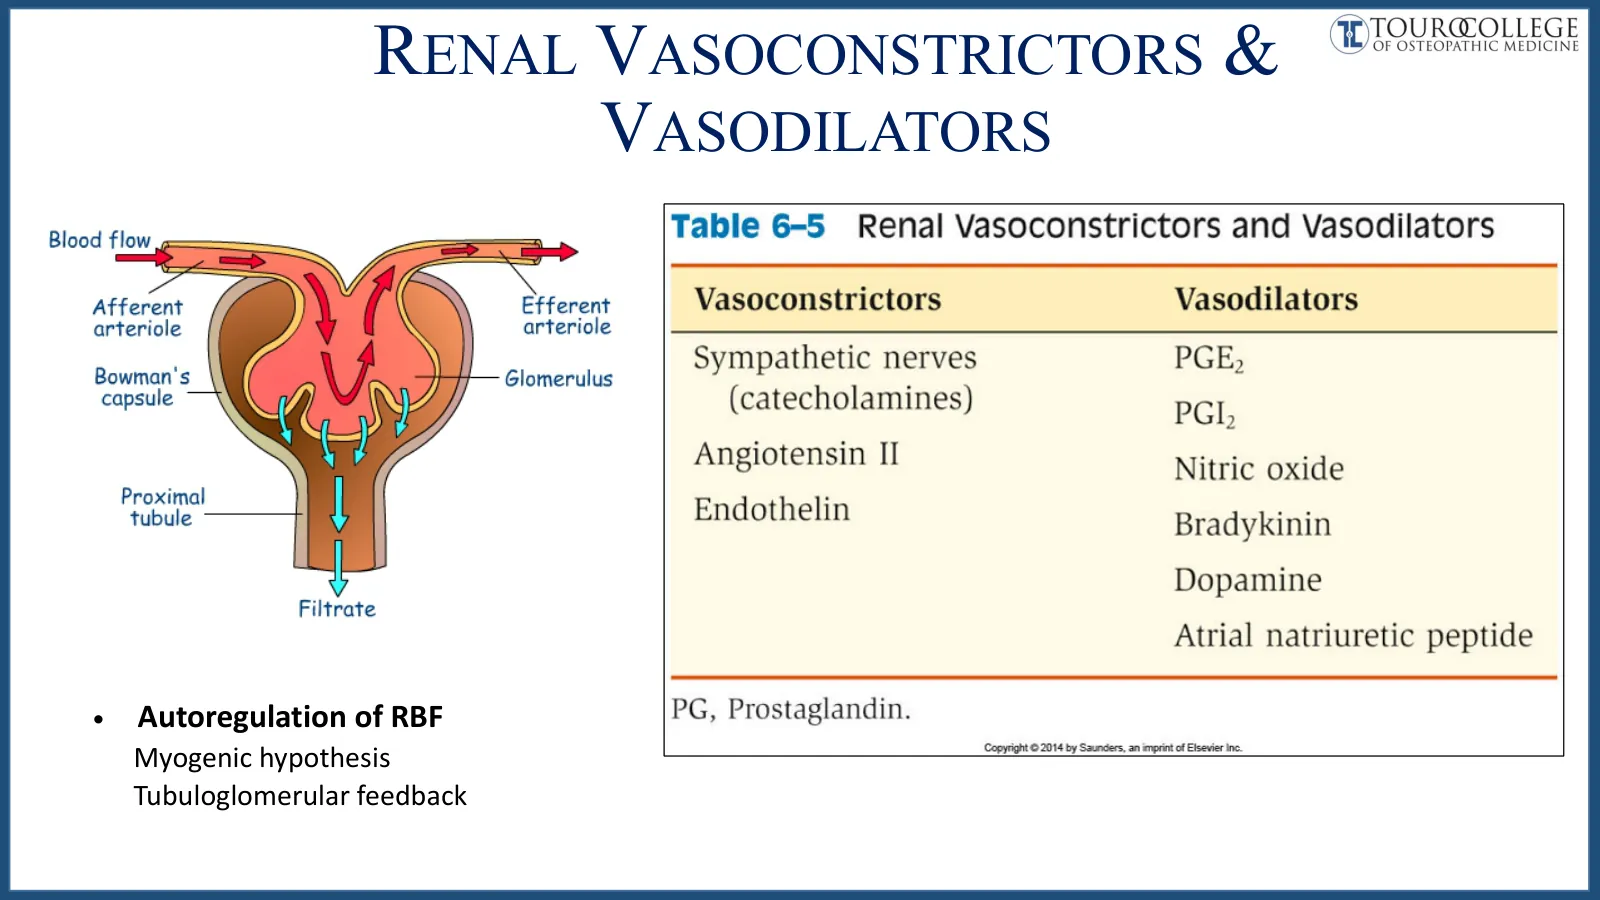 RENAL VASOCONSTRICTORS &
VASODILATORS
TOURO COLLEGE
OF OSTEOPATHIC MEDICINE
Blood flow
Afferent
arteriole
Efferent
arteriole
Bowman's
capsule
Glomerulus
Proximal
tubule
Filtrate
• Autoregulation of RBF
Myogenic hypothesis
Tubuloglomerular feedback
Table 6–5 Renal Vasoconstrictors and Vasodilators
Vasoconstrictors Vasodilators
Sympathetic nerves PGE₂
(catecholamines)
PGI₂
Angiotensin II
Nitric oxide
Endothelin
Bradykinin
Dopamine
Atrial natriuretic peptide
PG, Prostaglandin.
Copyright © 2014 by Saunders, an imprint of Elsevier Inc.